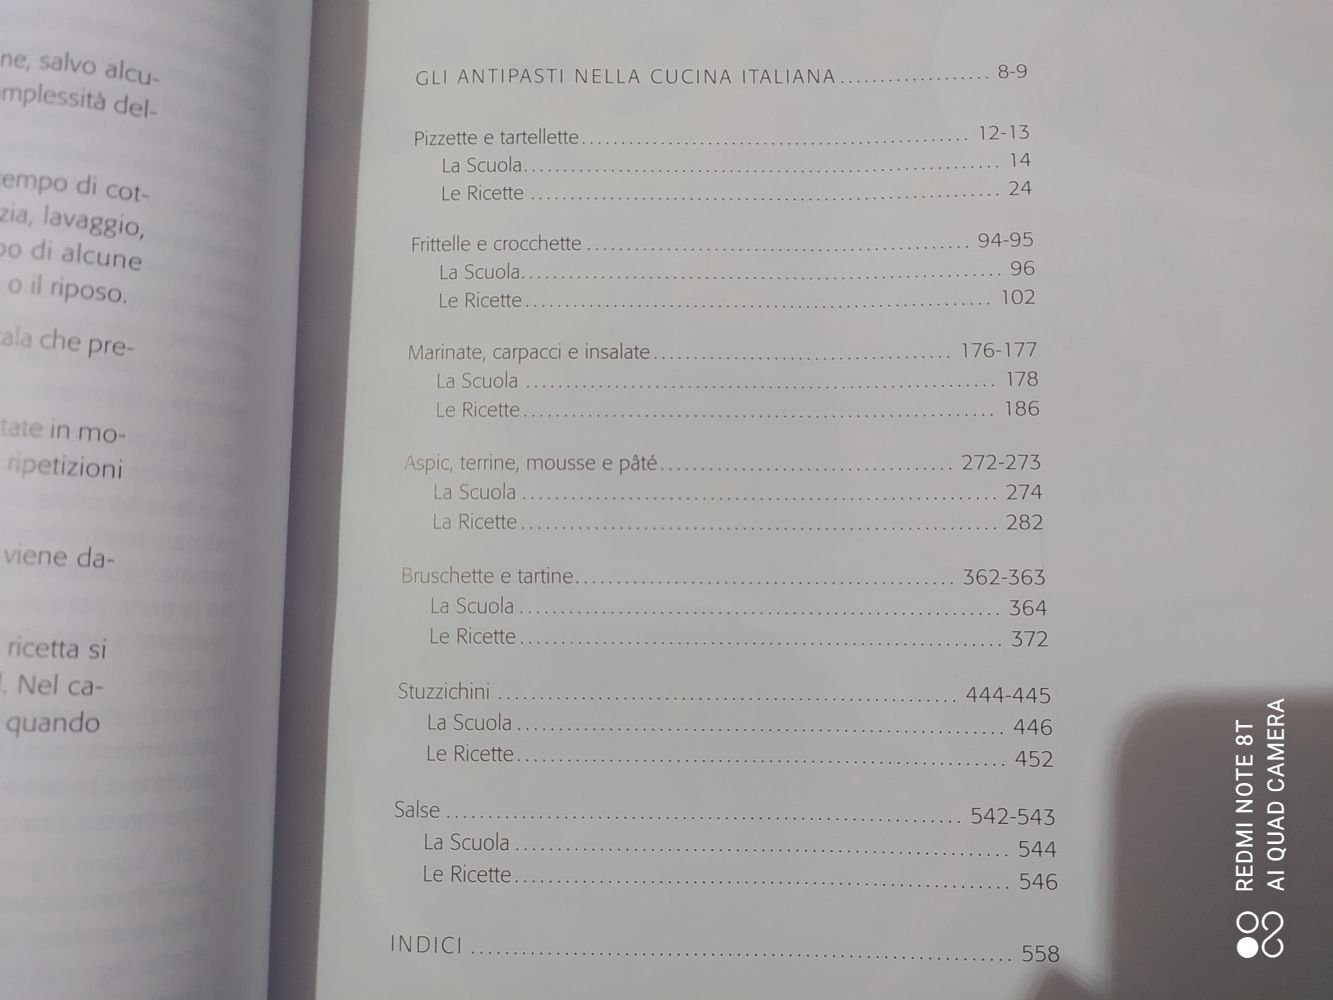 ne, salvo alcu-
mplessità del-
empo di cot-
zia, lavaggio,
po di alcune
o il riposo.
ala che pre-
tate in mo-
ripetizioni
viene da-
ricetta si
. Nel ca-
quando
GLI ANTIPASTI NELLA CUCINA ITALIANA.................... 8-9
Pizzette e tartellette.................................................. 12-13
La Scuola.............................................................. 14
Le Ricette ............................................................. 24
Frittelle e crocchette .................................................. 94-95
La Scuola.............................................................. 96
Le Ricette............................................................. 102
Marinate, carpacci e insalate...................................... 176-177
La Scuola ............................................................. 178
Le Ricette............................................................. 186
Aspic, terrine, mousse e pâté...................................... 272-273
La Scuola ............................................................. 274
La Ricette............................................................. 282
Bruschette e tartine................................................... 362-363
La Scuola ............................................................. 364
Le Ricette............................................................. 372
Stuzzichini ............................................................. 444-445
La Scuola ............................................................. 446
Le Ricette............................................................. 452
Salse .................................................................... 542-543
La Scuola ............................................................. 544
Le Ricette............................................................. 546
INDICI ..................................................................... 558
REDMI NOTE 8T
AI QUAD CAMERA